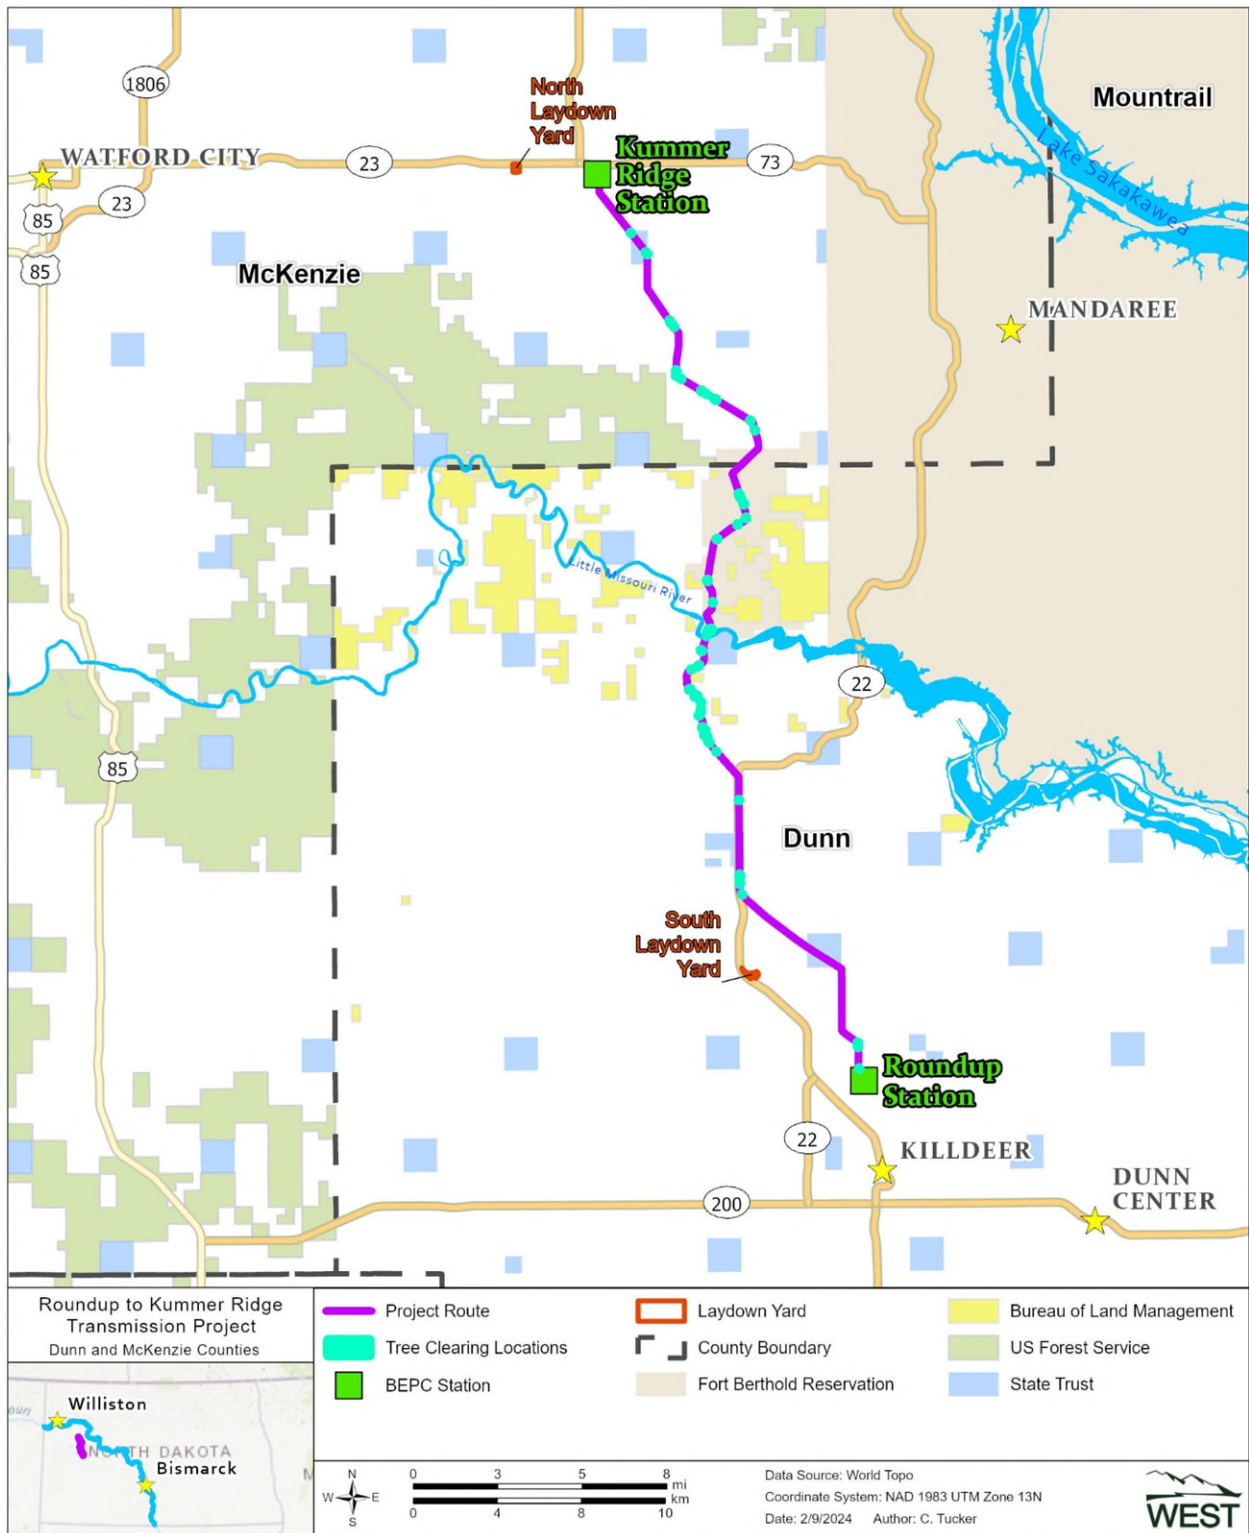 1806
North
Laydown
Yard
Mountrail
WATFORD CITY
23
Kummer
Ridge
Station
73
Lake Sakakawea
23
85
85
McKenzie
MANDAREE
Little Missouri River
22
85
Dunn
South
Laydown
Yard
Roundup
Station
22
KILLDEER
DUNN
CENTER
200
Roundup to Kummer Ridge
Transmission Project
Dunn and McKenzie Counties
Williston
NORTH DAKOTA
Bismarck
Project Route
Tree Clearing Locations
BEPC Station
Laydown Yard
County Boundary
Fort Berthold Reservation
Bureau of Land Management
US Forest Service
State Trust
N
W E
S
0 3 5 8
mi
km
0 4 8 10
Data Source: World Topo
Coordinate System: NAD 1983 UTM Zone 13N
Date: 2/9/2024 Author: C. Tucker
WEST